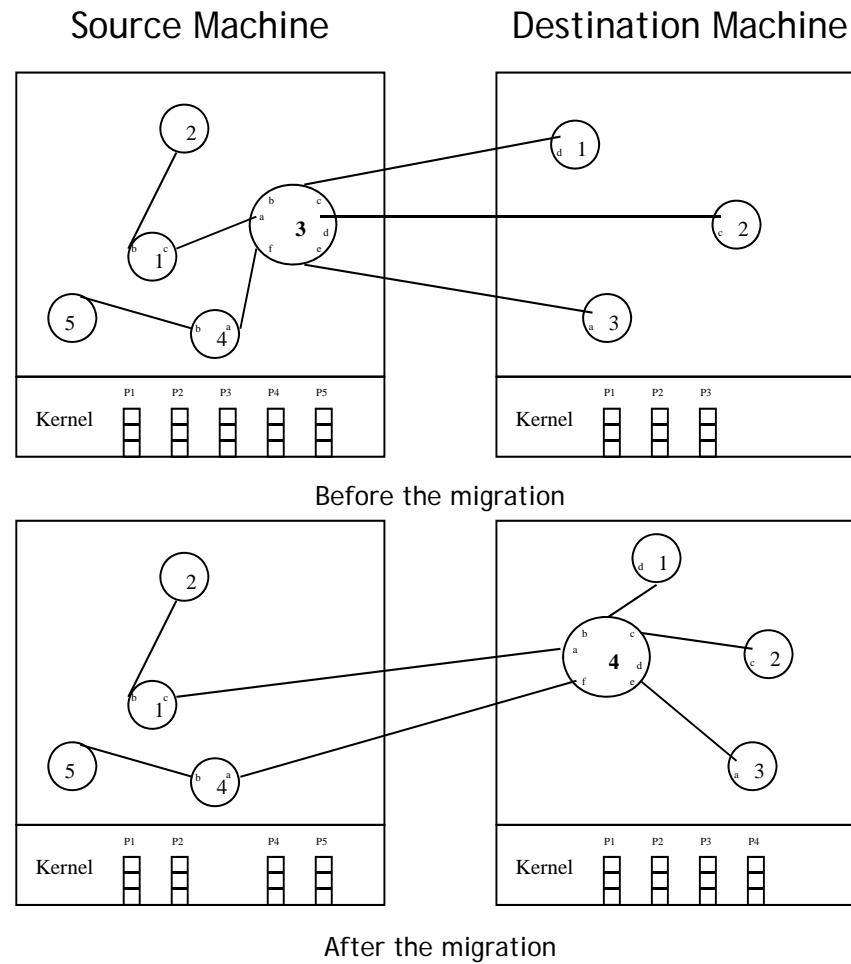 Source Machine
Destination Machine
2
b
c
1
a
b
c
3
d
f
e
5
b
a
4
d
1
c
2
a
3
Kernel
P1
P2
P3
P4
P5
Kernel
P1
P2
P3
Before the migration
2
b
c
1
5
b
a
4
d
1
b
c
a
4
d
f
e
c
2
a
3
Kernel
P1
P2
P4
P5
Kernel
P1
P2
P3
P4
After the migration